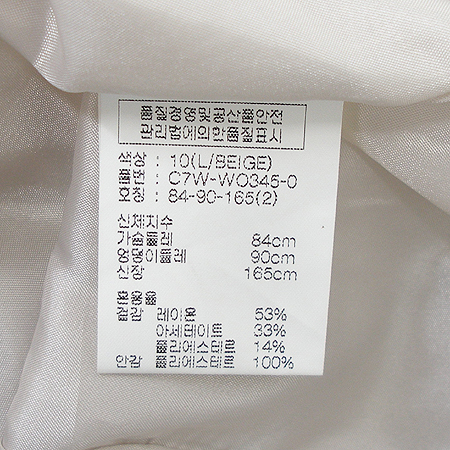 품질경영및공산품안전
관리법에의한품질표시
색상 : 10(L/BEIGE)
품번 : C7W-WO345-0
호칭 : 84-90-165(2)
신체치수
가슴둘레 84cm
엉덩이둘레 90cm
신장 165cm
혼용율
겉감 레이온 53%
아세테이트 33%
폴리에스테르 14%
안감 폴리에스테르 100%